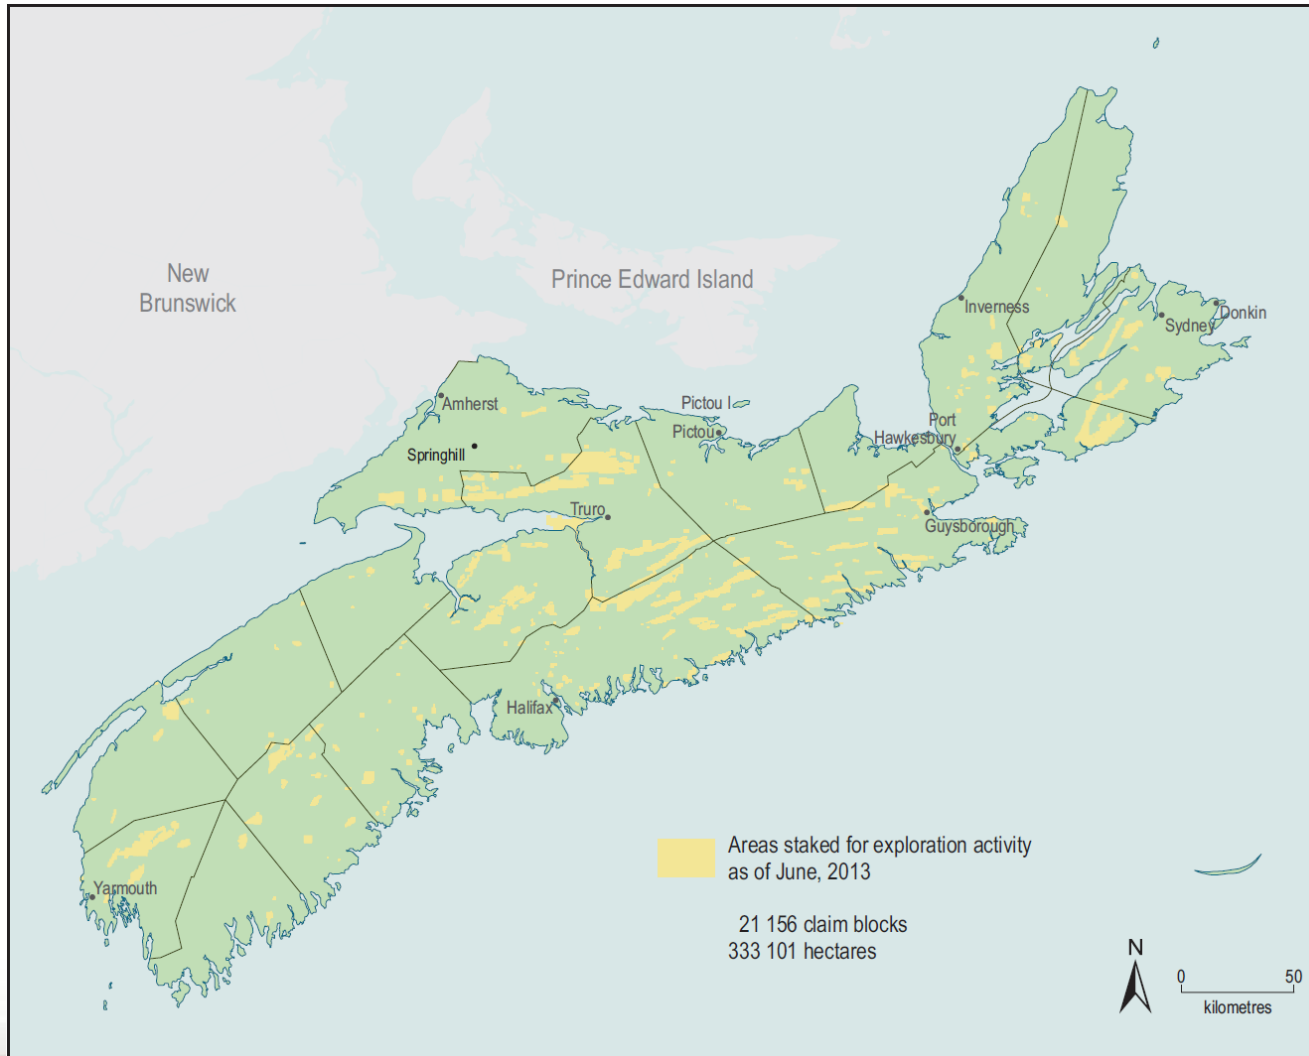 New
Brunswick
Prince Edward Island
Inverness
Donkin
Sydney
Amherst
Pictou I
Pictou
Port
Hawkesbury
Springhill
Truro
Guysborough
Halifax
Yarmouth
Areas staked for exploration activity
as of June, 2013
21 156 claim blocks
333 101 hectares
N
0 50
kilometres